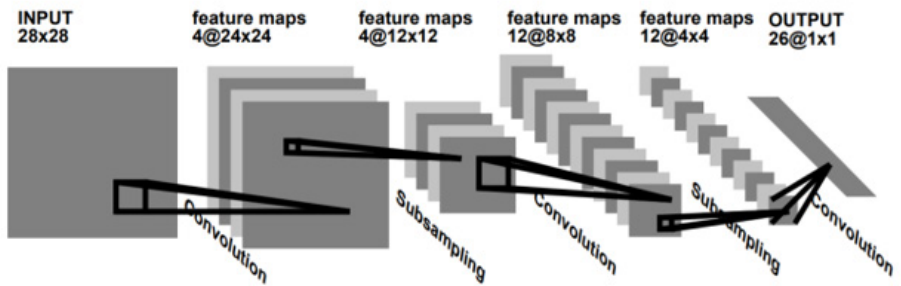 INPUT
28x28
feature maps
4@24x24
feature maps
4@12x12
feature maps
12@8x8
feature maps
12@4x4
OUTPUT
26@1x1
Convolution
Subsampling
Convolution
Subsampling
Convolution